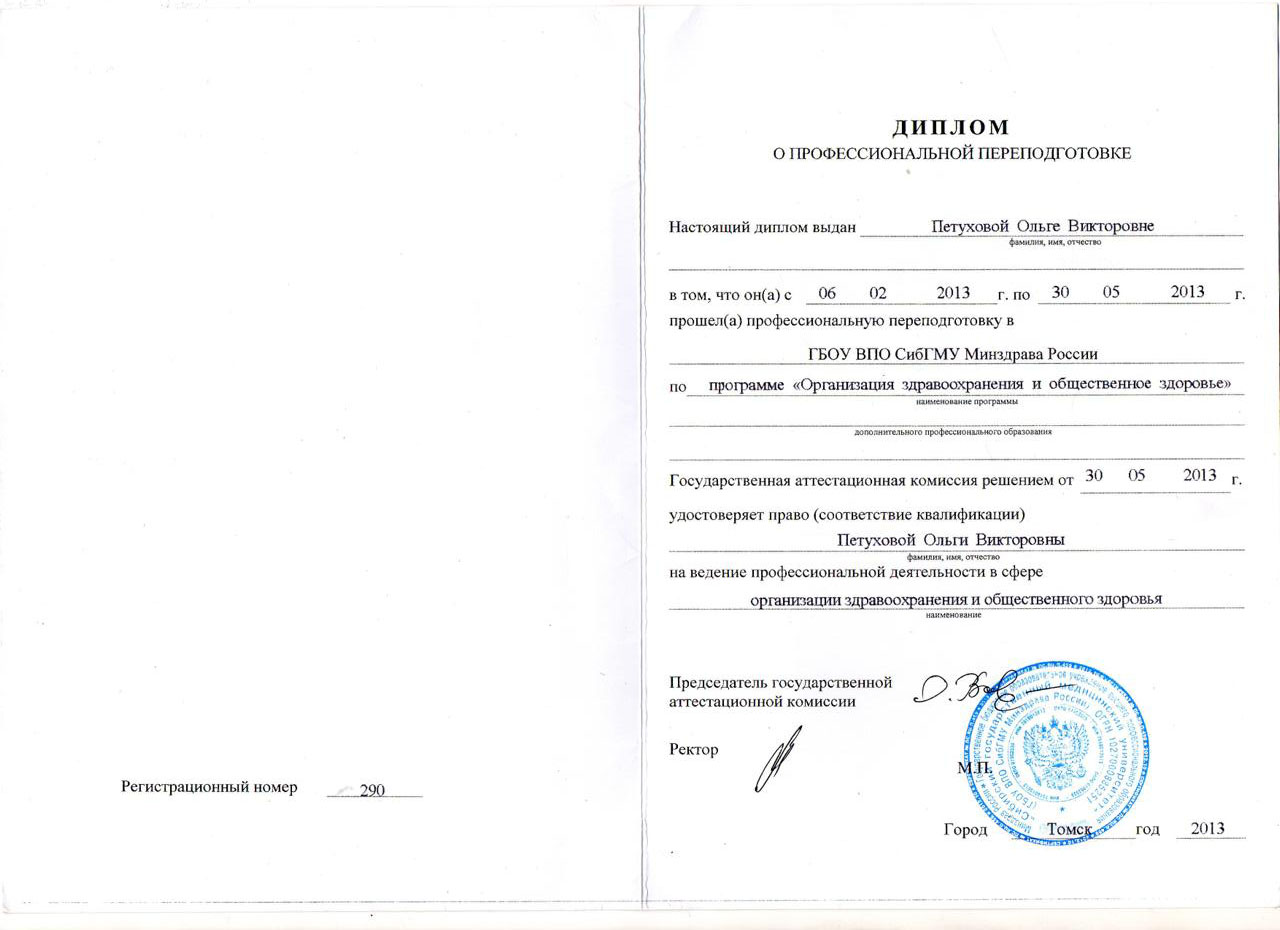 ДИПЛОМ
О ПРОФЕССИОНАЛЬНОЙ ПЕРЕПОДГОТОВКЕ
Настоящий диплом выдан Петуховой Ольге Викторовне
фамилия, имя, отчество
в том, что он(а) с 06 02 2013 г. по 30 05 2013 г.
прошел(а) профессиональную переподготовку в
ГБОУ ВПО СибГМУ Минздрава России
по программе «Организация здравоохранения и общественное здоровье»
наименование программы
дополнительного профессионального образования
Государственная аттестационная комиссия решением от 30 05 2013 г.
удостоверяет право (соответствие квалификации)
Петуховой Ольги Викторовны
фамилия, имя, отчество
на ведение профессиональной деятельности в сфере
организации здравоохранения и общественного здоровья
наименование
Председатель государственной
аттестационной комиссии
Ректор
М.П.
Город Томск год 2013
Регистрационный номер 290